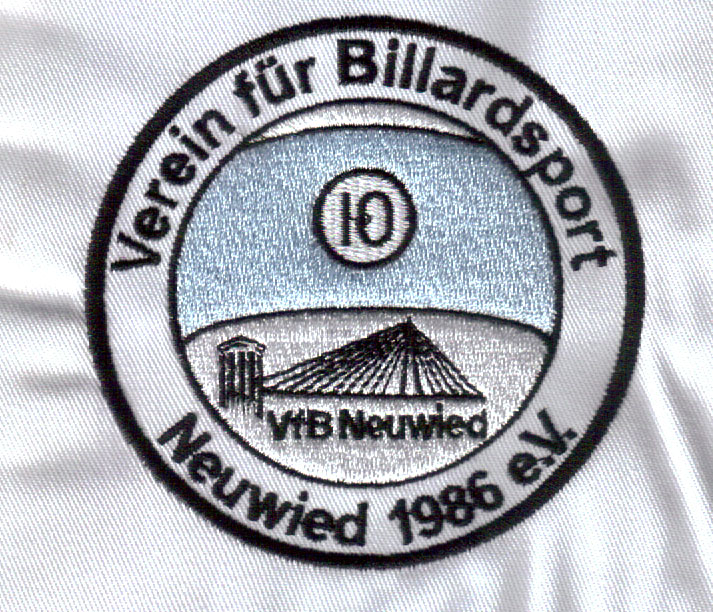 Verein für Billardsport
10
VfB Neuwied
Neuwied 1986 e.V.